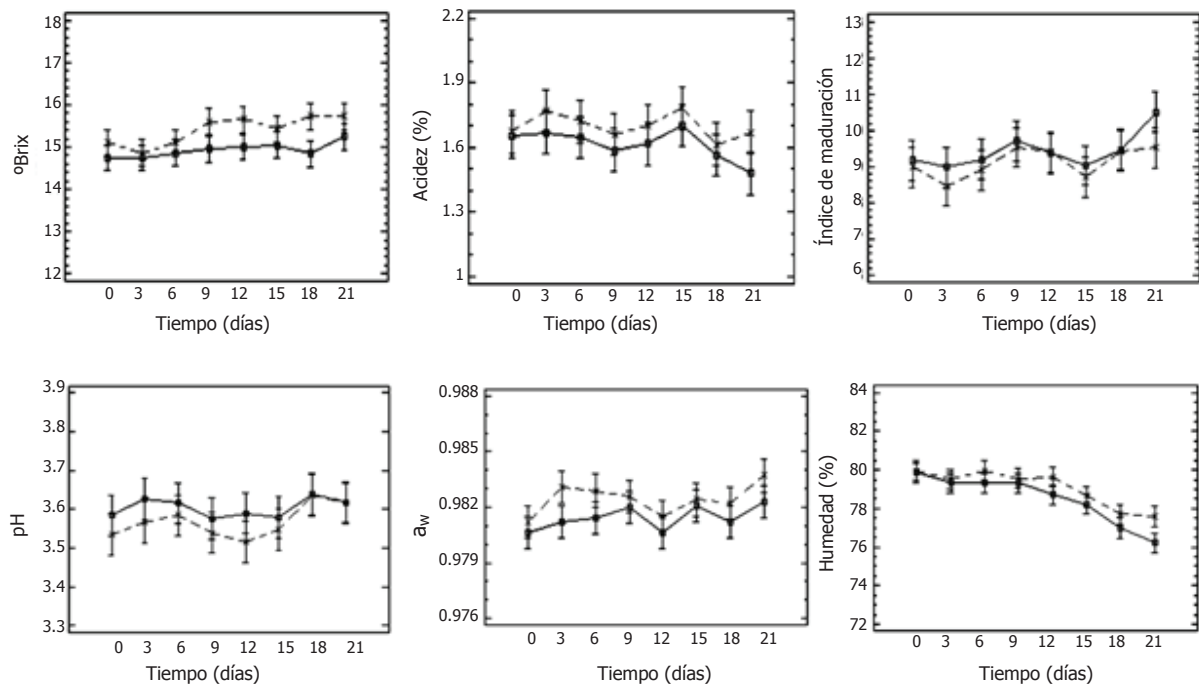 18
17
16
15
14
13
12
ºBrix
0 3 6 9 12 15 18 21
Tiempo (días)
2.2
1.9
1.6
1.3
1
Acidez (%)
0 3 6 9 12 15 18 21
Tiempo (días)
13
12
11
10
9
8
7
6
Índice de maduración
0 3 6 9 12 15 18 21
Tiempo (días)
3.9
3.8
3.7
3.6
3.5
3.4
3.3
pH
0 3 6 9 12 15 18 21
Tiempo (días)
0.988
0.985
0.982
0.979
0.976
aw
0 3 6 9 12 15 18 21
Tiempo (días)
84
82
80
78
76
74
72
Humedad (%)
0 3 6 9 12 15 18 21
Tiempo (días)